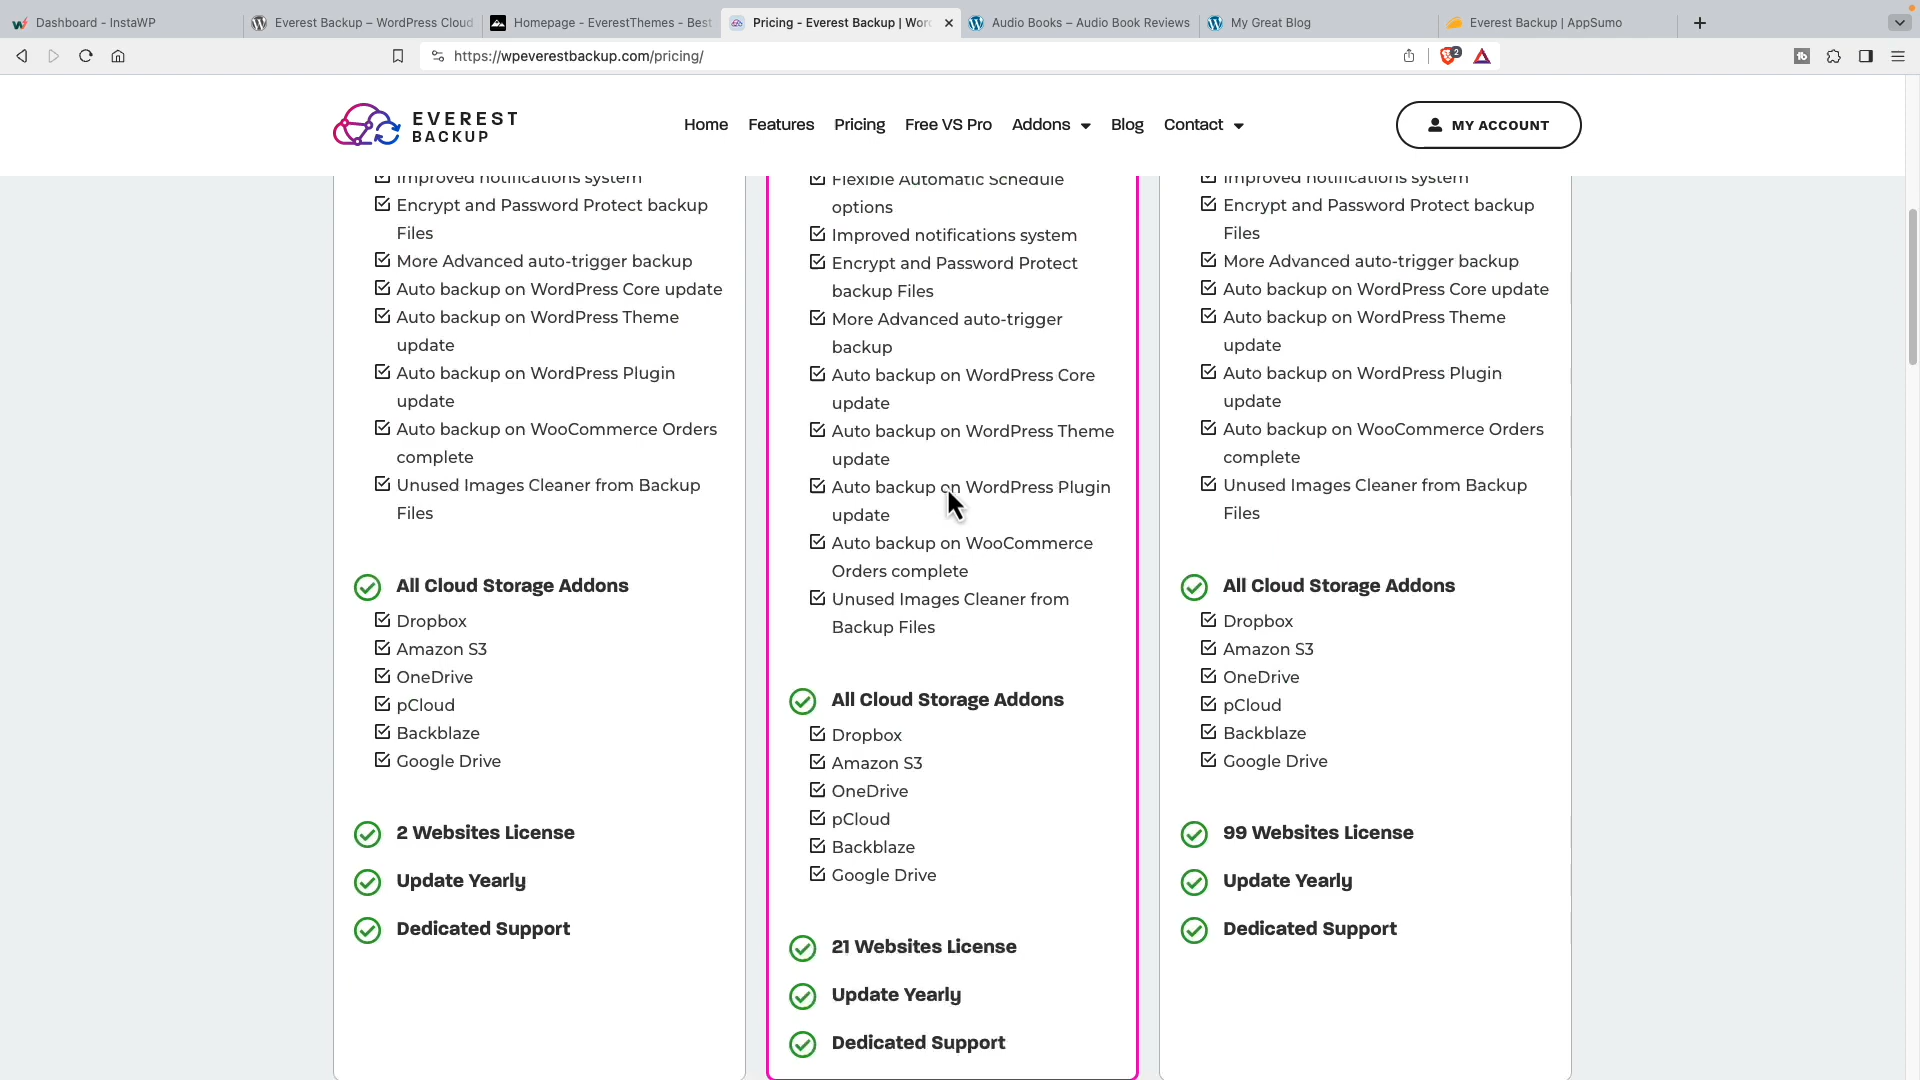 Dashboard - InstaWP
Everest Backup – WordPress Cloud
Homepage - EverestThemes - Best
Pricing - Everest Backup | Wor
Audio Books – Audio Book Reviews
My Great Blog
Everest Backup | AppSumo
https://wpeverestbackup.com/pricing/
2
EVEREST
BACKUP
Home
Features
Pricing
Free VS Pro
Addons
Blog
Contact
MY ACCOUNT
Improved notifications system
Encrypt and Password Protect backup
Files
More Advanced auto-trigger backup
Auto backup on WordPress Core update
Auto backup on WordPress Theme
update
Auto backup on WordPress Plugin
update
Auto backup on WooCommerce Orders
complete
Unused Images Cleaner from Backup
Files
All Cloud Storage Addons
Dropbox
Amazon S3
OneDrive
pCloud
Backblaze
Google Drive
2 Websites License
Update Yearly
Dedicated Support
Flexible Automatic Schedule
options
Improved notifications system
Encrypt and Password Protect
backup Files
More Advanced auto-trigger
backup
Auto backup on WordPress Core
update
Auto backup on WordPress Theme
update
Auto backup on WordPress Plugin
update
Auto backup on WooCommerce
Orders complete
Unused Images Cleaner from
Backup Files
All Cloud Storage Addons
Dropbox
Amazon S3
OneDrive
pCloud
Backblaze
Google Drive
21 Websites License
Update Yearly
Dedicated Support
Improved notifications system
Encrypt and Password Protect backup
Files
More Advanced auto-trigger backup
Auto backup on WordPress Core update
Auto backup on WordPress Theme
update
Auto backup on WordPress Plugin
update
Auto backup on WooCommerce Orders
complete
Unused Images Cleaner from Backup
Files
All Cloud Storage Addons
Dropbox
Amazon S3
OneDrive
pCloud
Backblaze
Google Drive
99 Websites License
Update Yearly
Dedicated Support